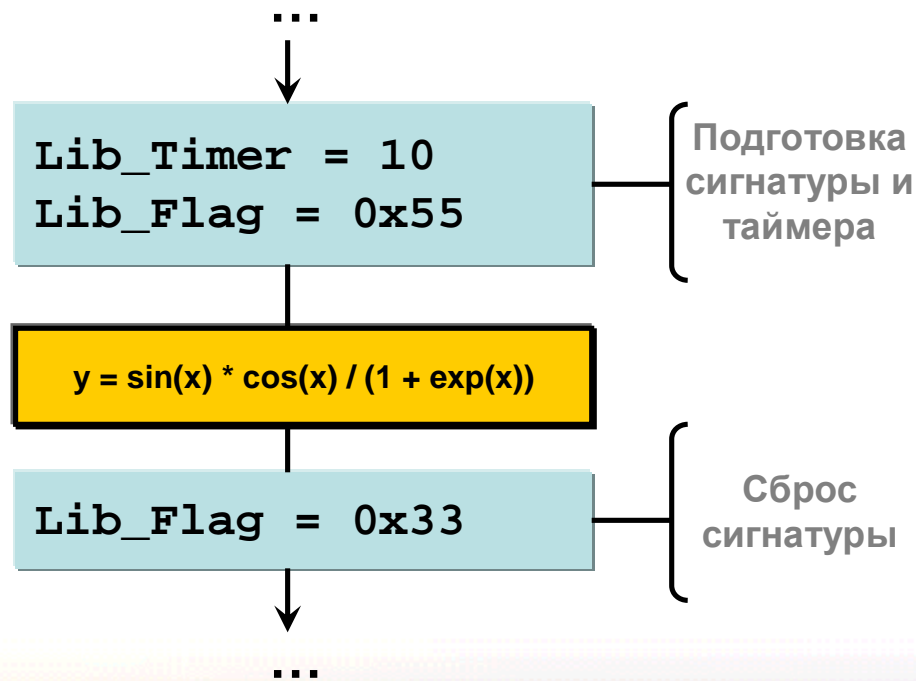 ...
Lib_Timer = 10
Lib_Flag = 0x55
Подготовка
сигнатуры и
таймера
y = sin(x) * cos(x) / (1 + exp(x))
Lib_Flag = 0x33
Сброс
сигнатуры
...